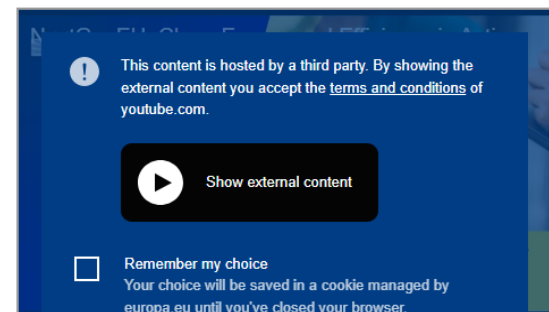 This content is hosted by a third party. By showing the
external content you accept the terms and conditions of
youtube.com.
Show external content
Remember my choice
Your choice will be saved in a cookie managed by
europa.eu until you've closed your browser.